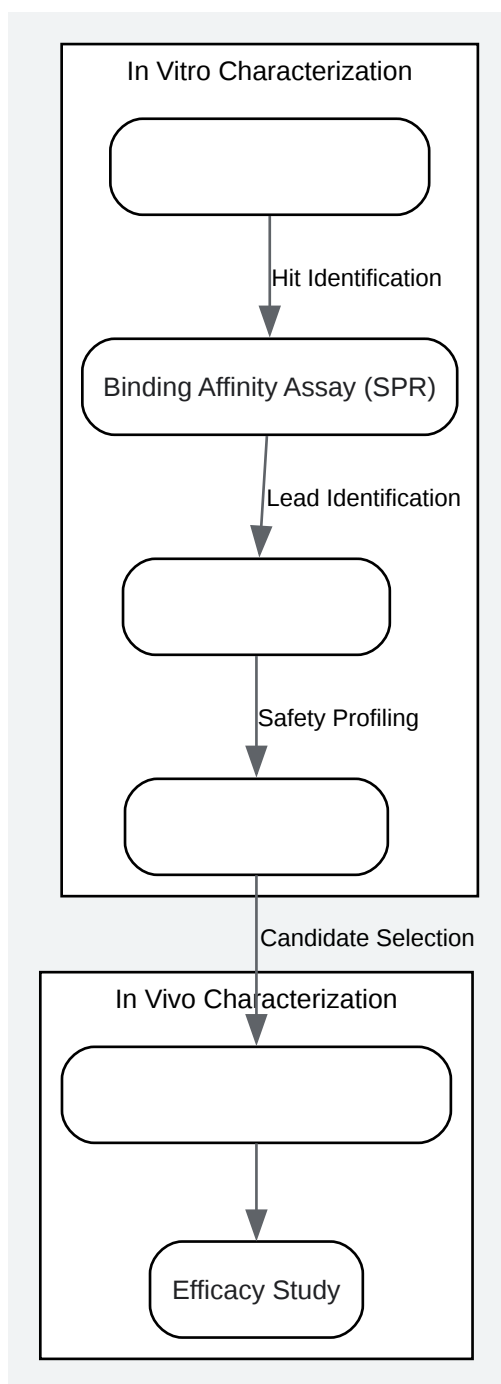 In Vitro Characterization
Hit Identification
Binding Affinity Assay (SPR)
Lead Identification
Safety Profiling
Candidate Selection
In Vivo Characterization
Efficacy Study